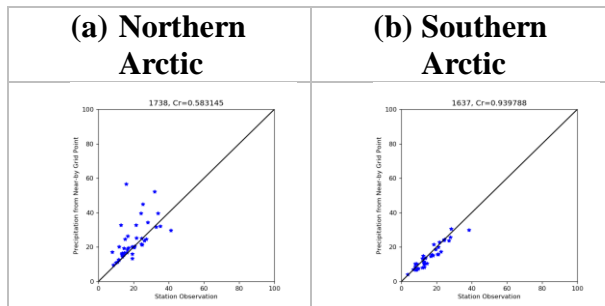 (a) Northern
Arctic
(b) Southern
Arctic
1738, Cr=0.583145
100
80
60
40
20
0
0
20
40
60
80
100
Precipitation from Near-by Grid Point
Station Observation
1637, Cr=0.939788
100
80
60
40
20
0
0
20
40
60
80
100
Precipitation from Near-by Grid Point
Station Observation